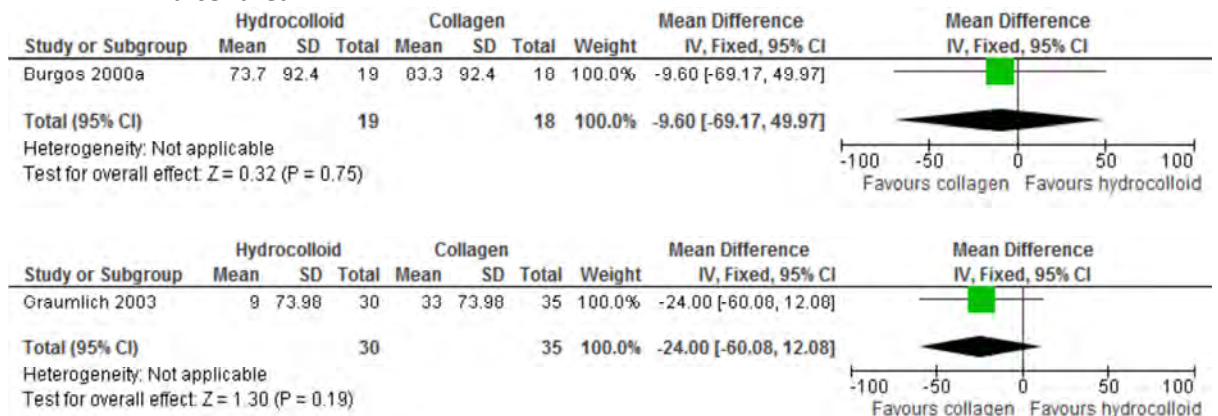 Hydrocolloid Collagen Mean Difference Mean Difference
Study or Subgroup Mean SD Total Mean SD Total Weight IV, Fixed, 95% CI IV, Fixed, 95% CI
Burgos 2000a 73.7 92.4 19 83.3 92.4 18 100.0% -9.60 [-69.17, 49.97]
Total (95% CI) 19 18 100.0% -9.60 [-69.17, 49.97]
Heterogeneity: Not applicable
Test for overall effect: Z = 0.32 (P = 0.75)
-100 -50 0 50 100
Favours collagen Favours hydrocolloid
Hydrocolloid Collagen Mean Difference Mean Difference
Study or Subgroup Mean SD Total Mean SD Total Weight IV, Fixed, 95% CI IV, Fixed, 95% CI
Graumlich 2003 9 73.98 30 33 73.98 35 100.0% -24.00 [-60.08, 12.08]
Total (95% CI) 30 35 100.0% -24.00 [-60.08, 12.08]
Heterogeneity: Not applicable
Test for overall effect: Z = 1.30 (P = 0.19)
-100 -50 0 50 100
Favours collagen Favours hydrocolloid